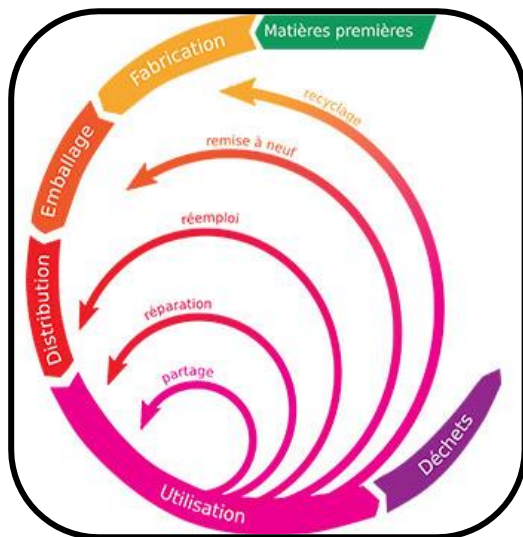 Matières premières
Fabrication
recyclage
remise à neuf
Emballage
réemploi
Distribution
réparation
partage
Déchets
Utilisation